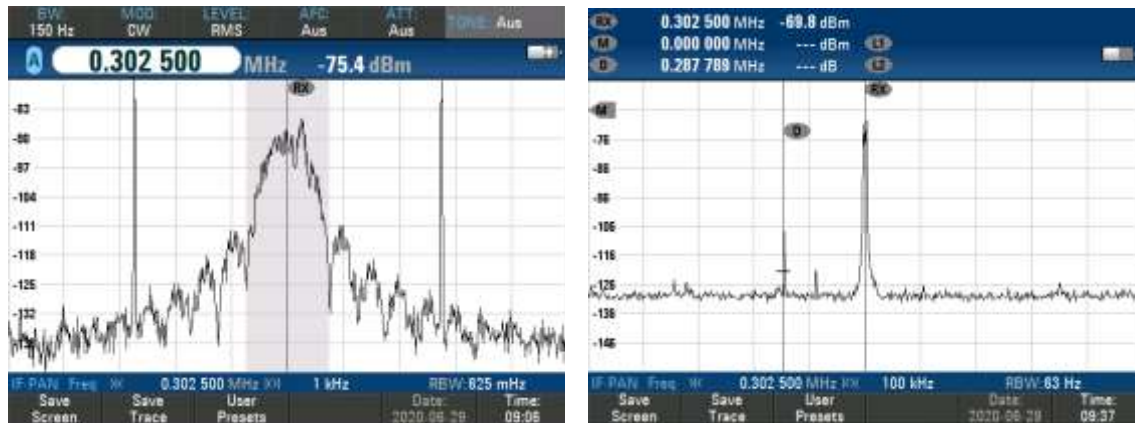 BW: MOD: LEVEL: AFC: ATT: TONE: Aus
150 Hz CW RMS Aus Aus
A 0.302 500 MHz -75.4 dBm
RX
-83
-90
-97
-104
-111
-118
-125
-132
IF-PAN Freq 0.302 500 MHz 1 kHz RBW:625 mHz
Save Save User Date: Time:
Screen Trace Presets 2020-06-29 09:06
RX 0.302 500 MHz -69.8 dBm
M 0.000 000 MHz --- dBm L1
D 0.287 789 MHz --- dB L2
RX
M
D
-76
-86
-96
-106
-116
-126
-136
-146
IF-PAN Freq 0.302 500 MHz 100 kHz RBW:63 Hz
Save Save User Date: Time:
Screen Trace Presets 2020-06-29 09:37